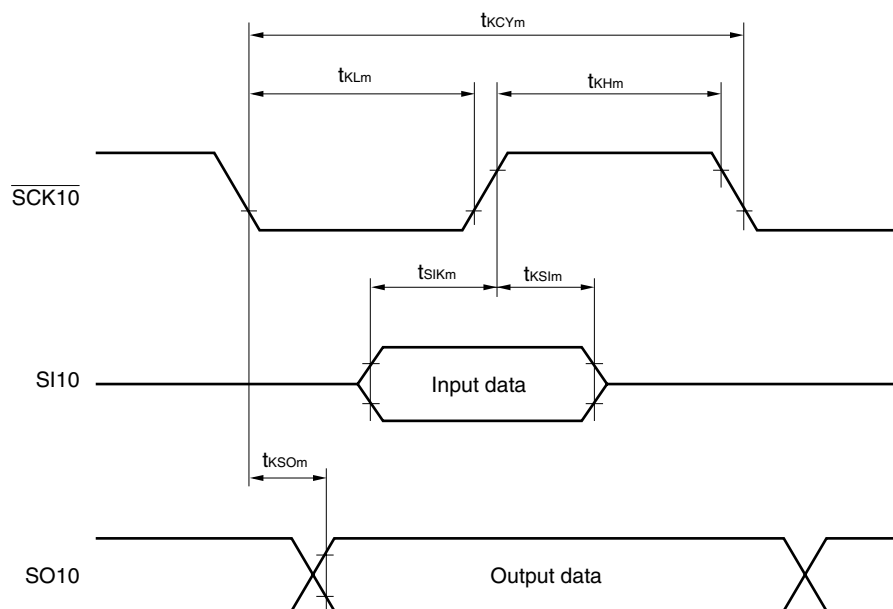 tKCYm
tKLm
tKHm
SCK10
tSIKm
tKSIm
SI10
Input data
tKSOm
SO10
Output data